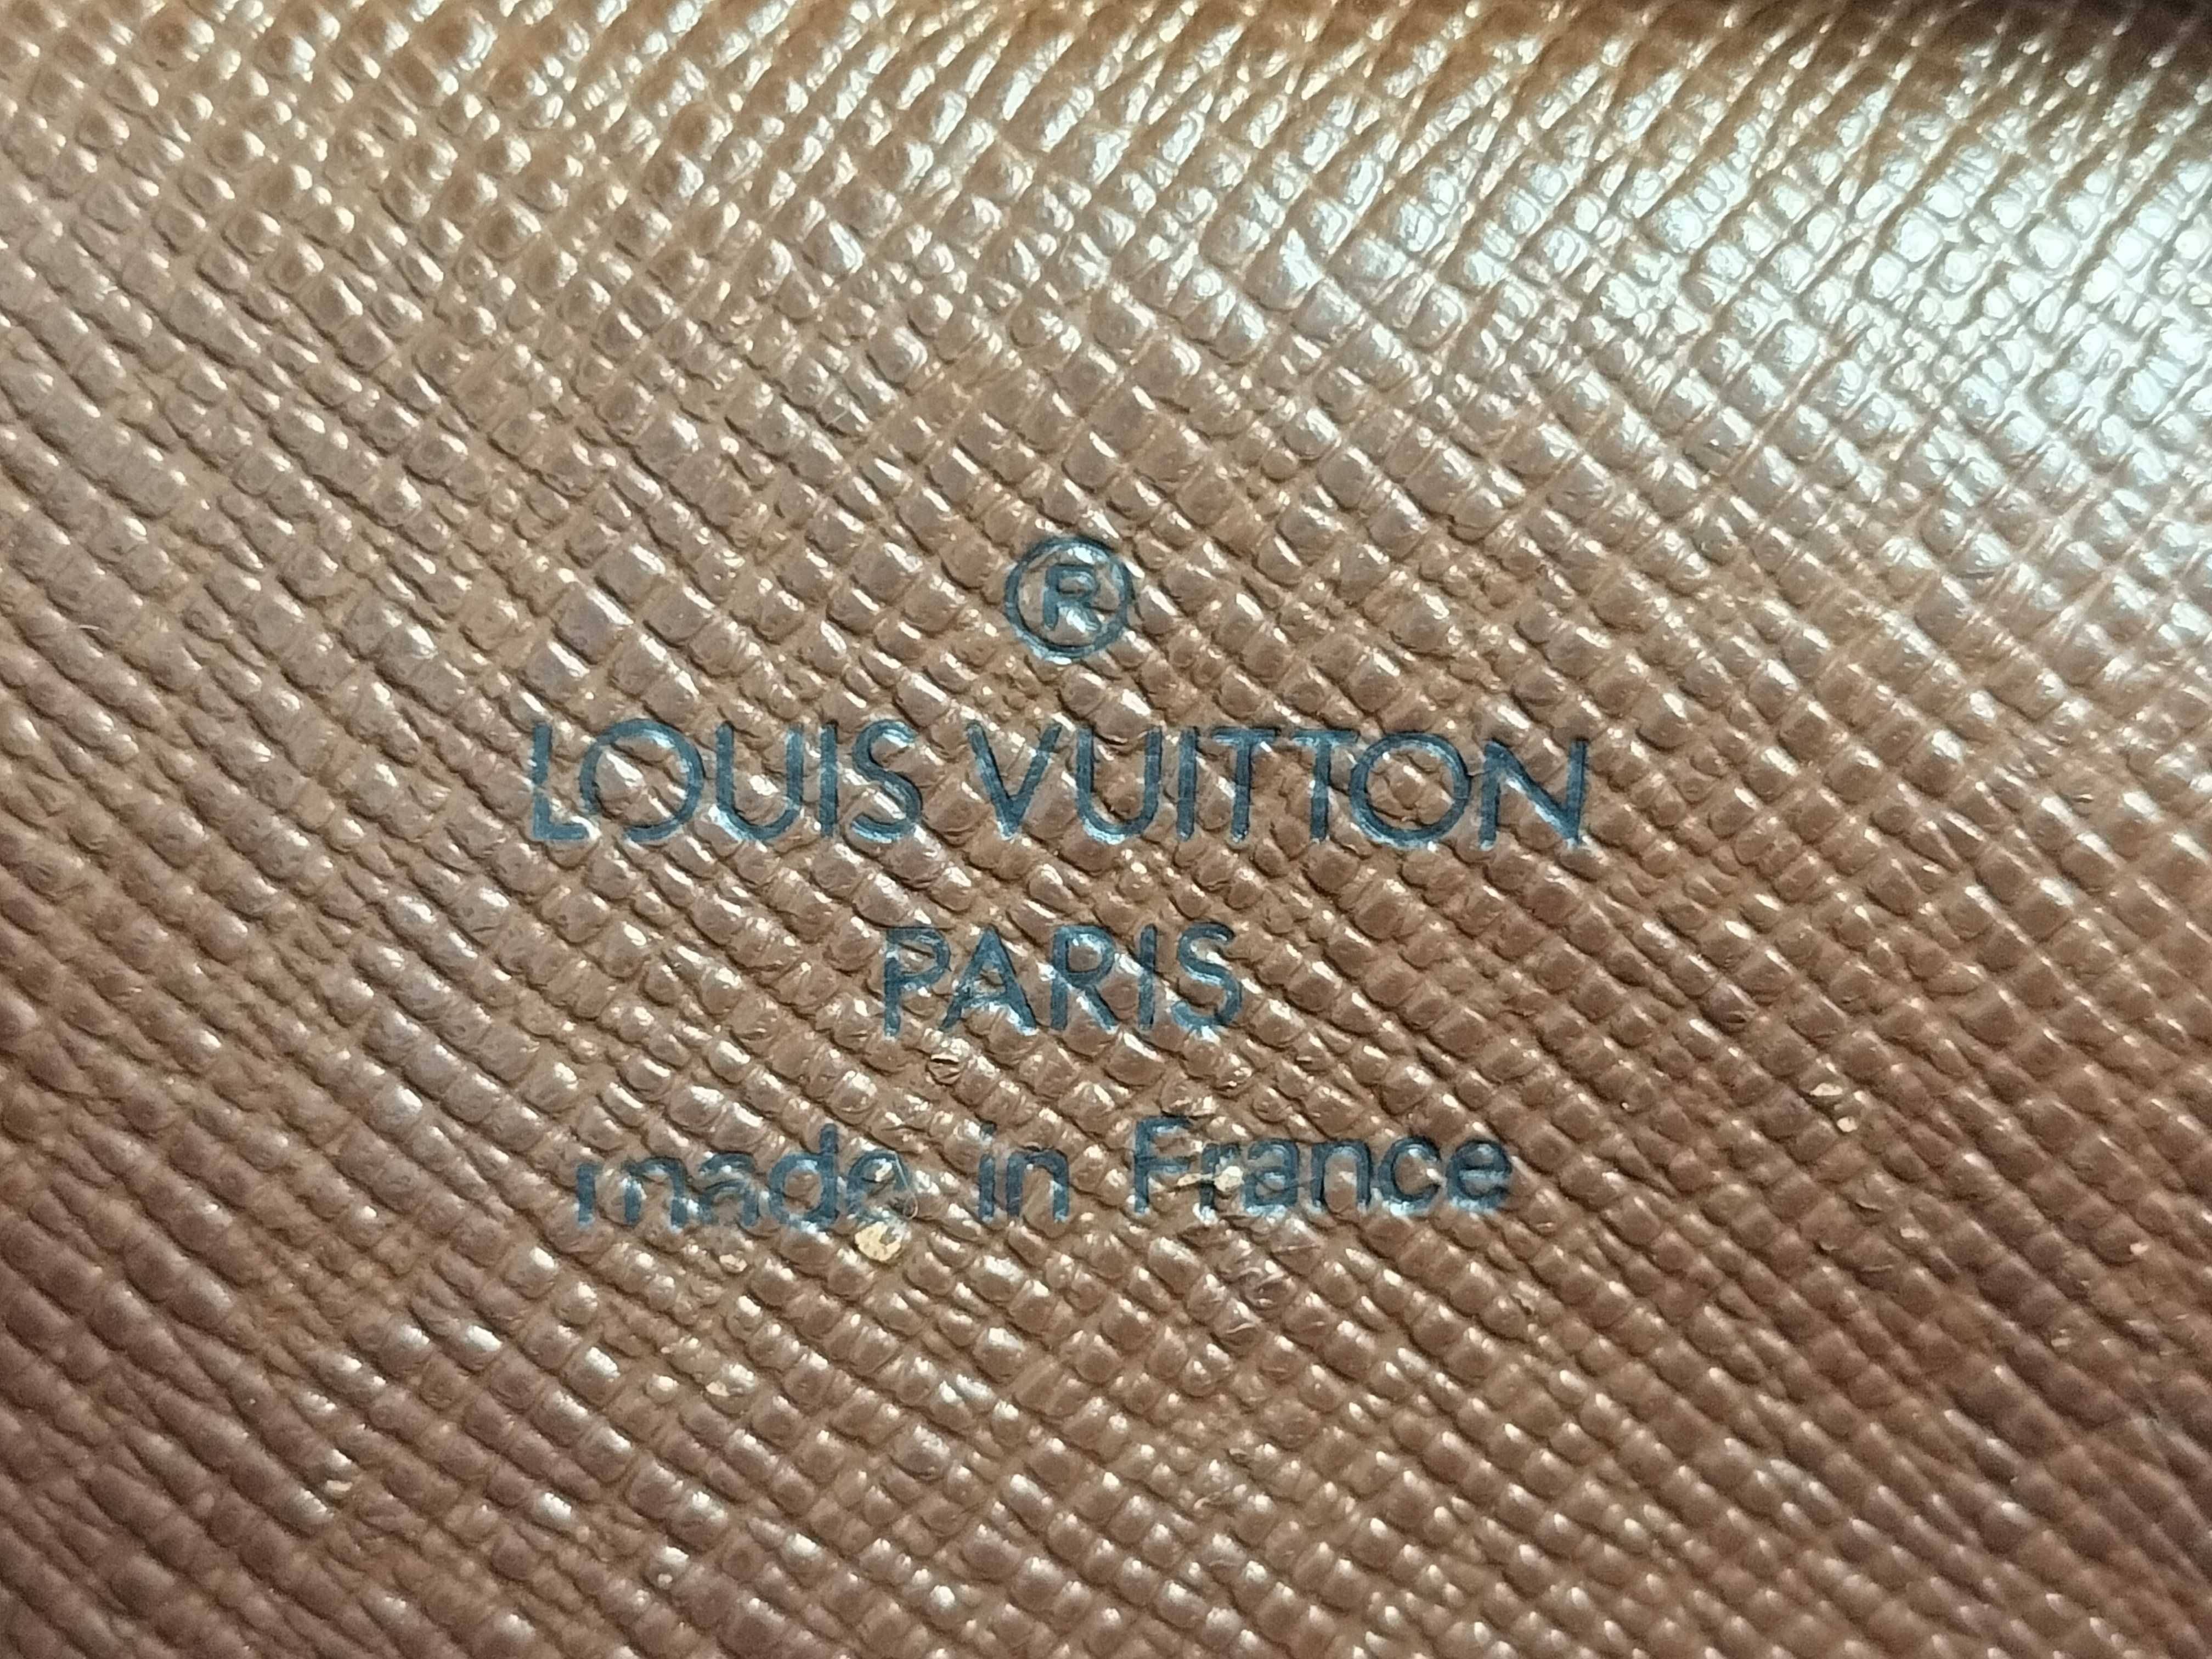 ®
LOUIS VUITTON
PARIS
made in France